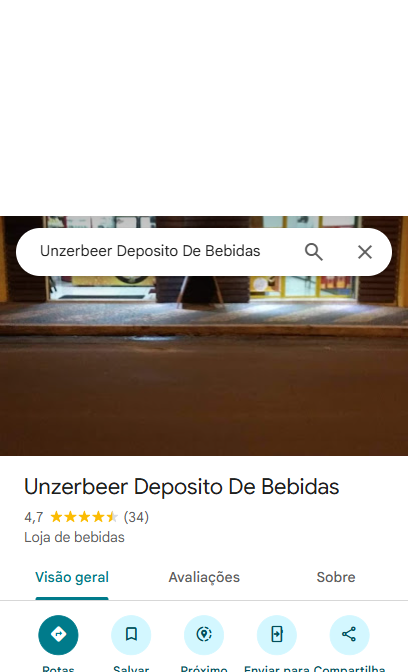 Unzerbeer Deposito De Bebidas
Unzerbeer Deposito De Bebidas
4,7 (34)
Loja de bebidas
Visão geral Avaliações Sobre
Rotas Salvar Próximo Enviar para Compartilha